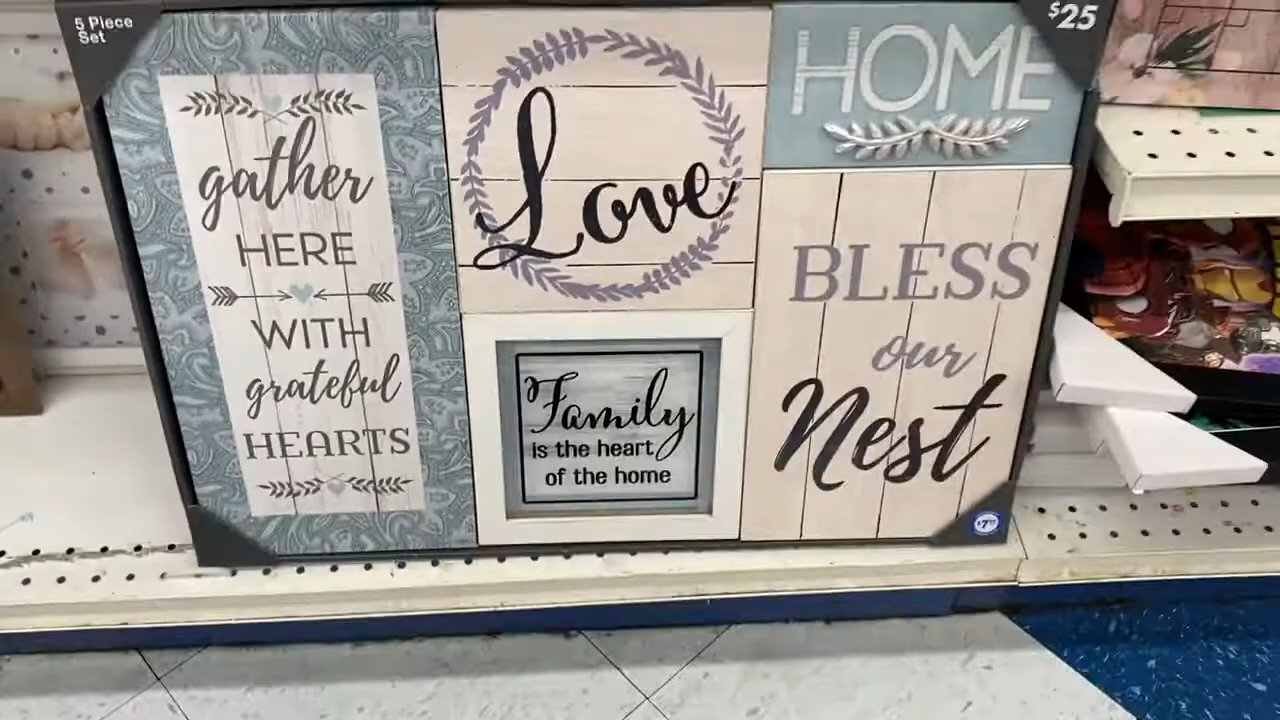 5 Piece
Set
$25
gather
HERE
WITH
grateful
HEARTS
Love
Family
is the heart
of the home
HOME
BLESS
our
Nest